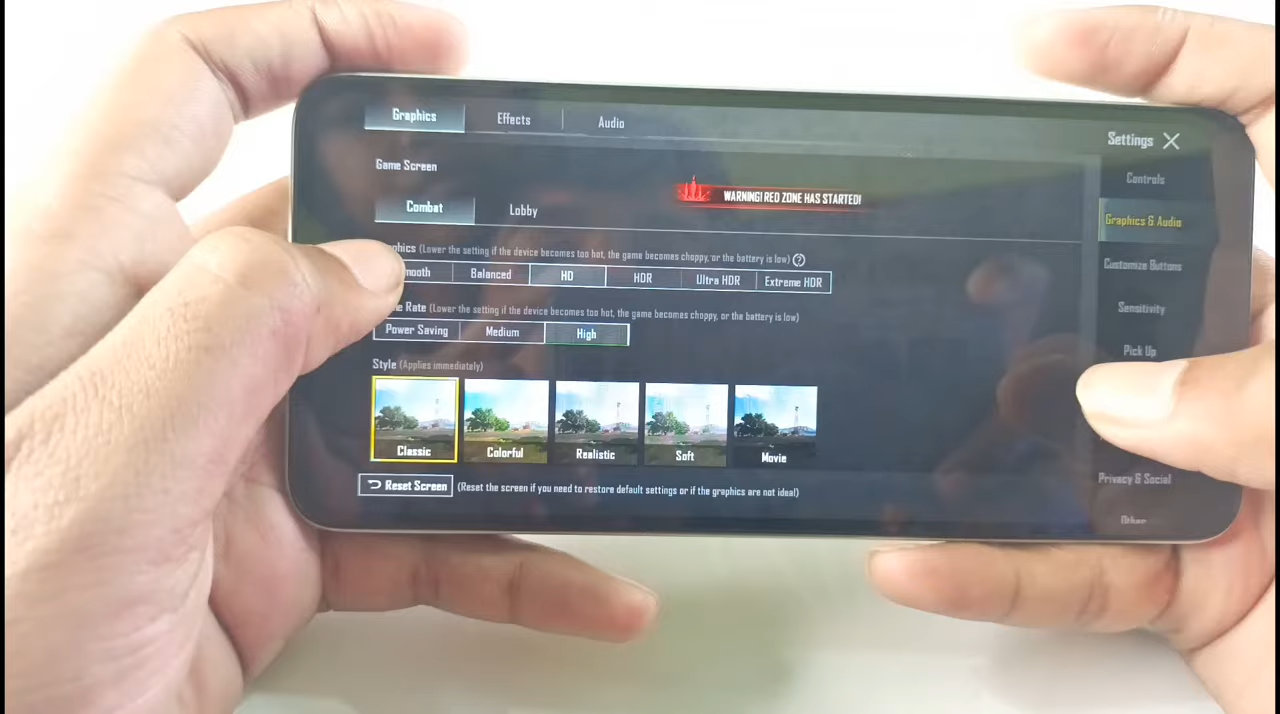 Graphics Effects Audio
Settings
Game Screen
Controls
WARNING! RED ZONE HAS STARTED!
Combat Lobby
Graphics & Audio
phics (Lower the setting if the device becomes too hot, the game becomes choppy, or the battery is low) ?
Customize Buttons
mooth Balanced HD HDR Ultra HDR Extreme HDR
me Rate (Lower the setting if the device becomes too hot, the game becomes choppy, or the battery is low)
Sensitivity
Power Saving Medium High
Pick Up
Style (Applies immediately)
Classic Colorful Realistic Soft Movie
Privacy & Social
Reset Screen (Reset the screen if you need to restore default settings or if the graphics are not ideal)
Other